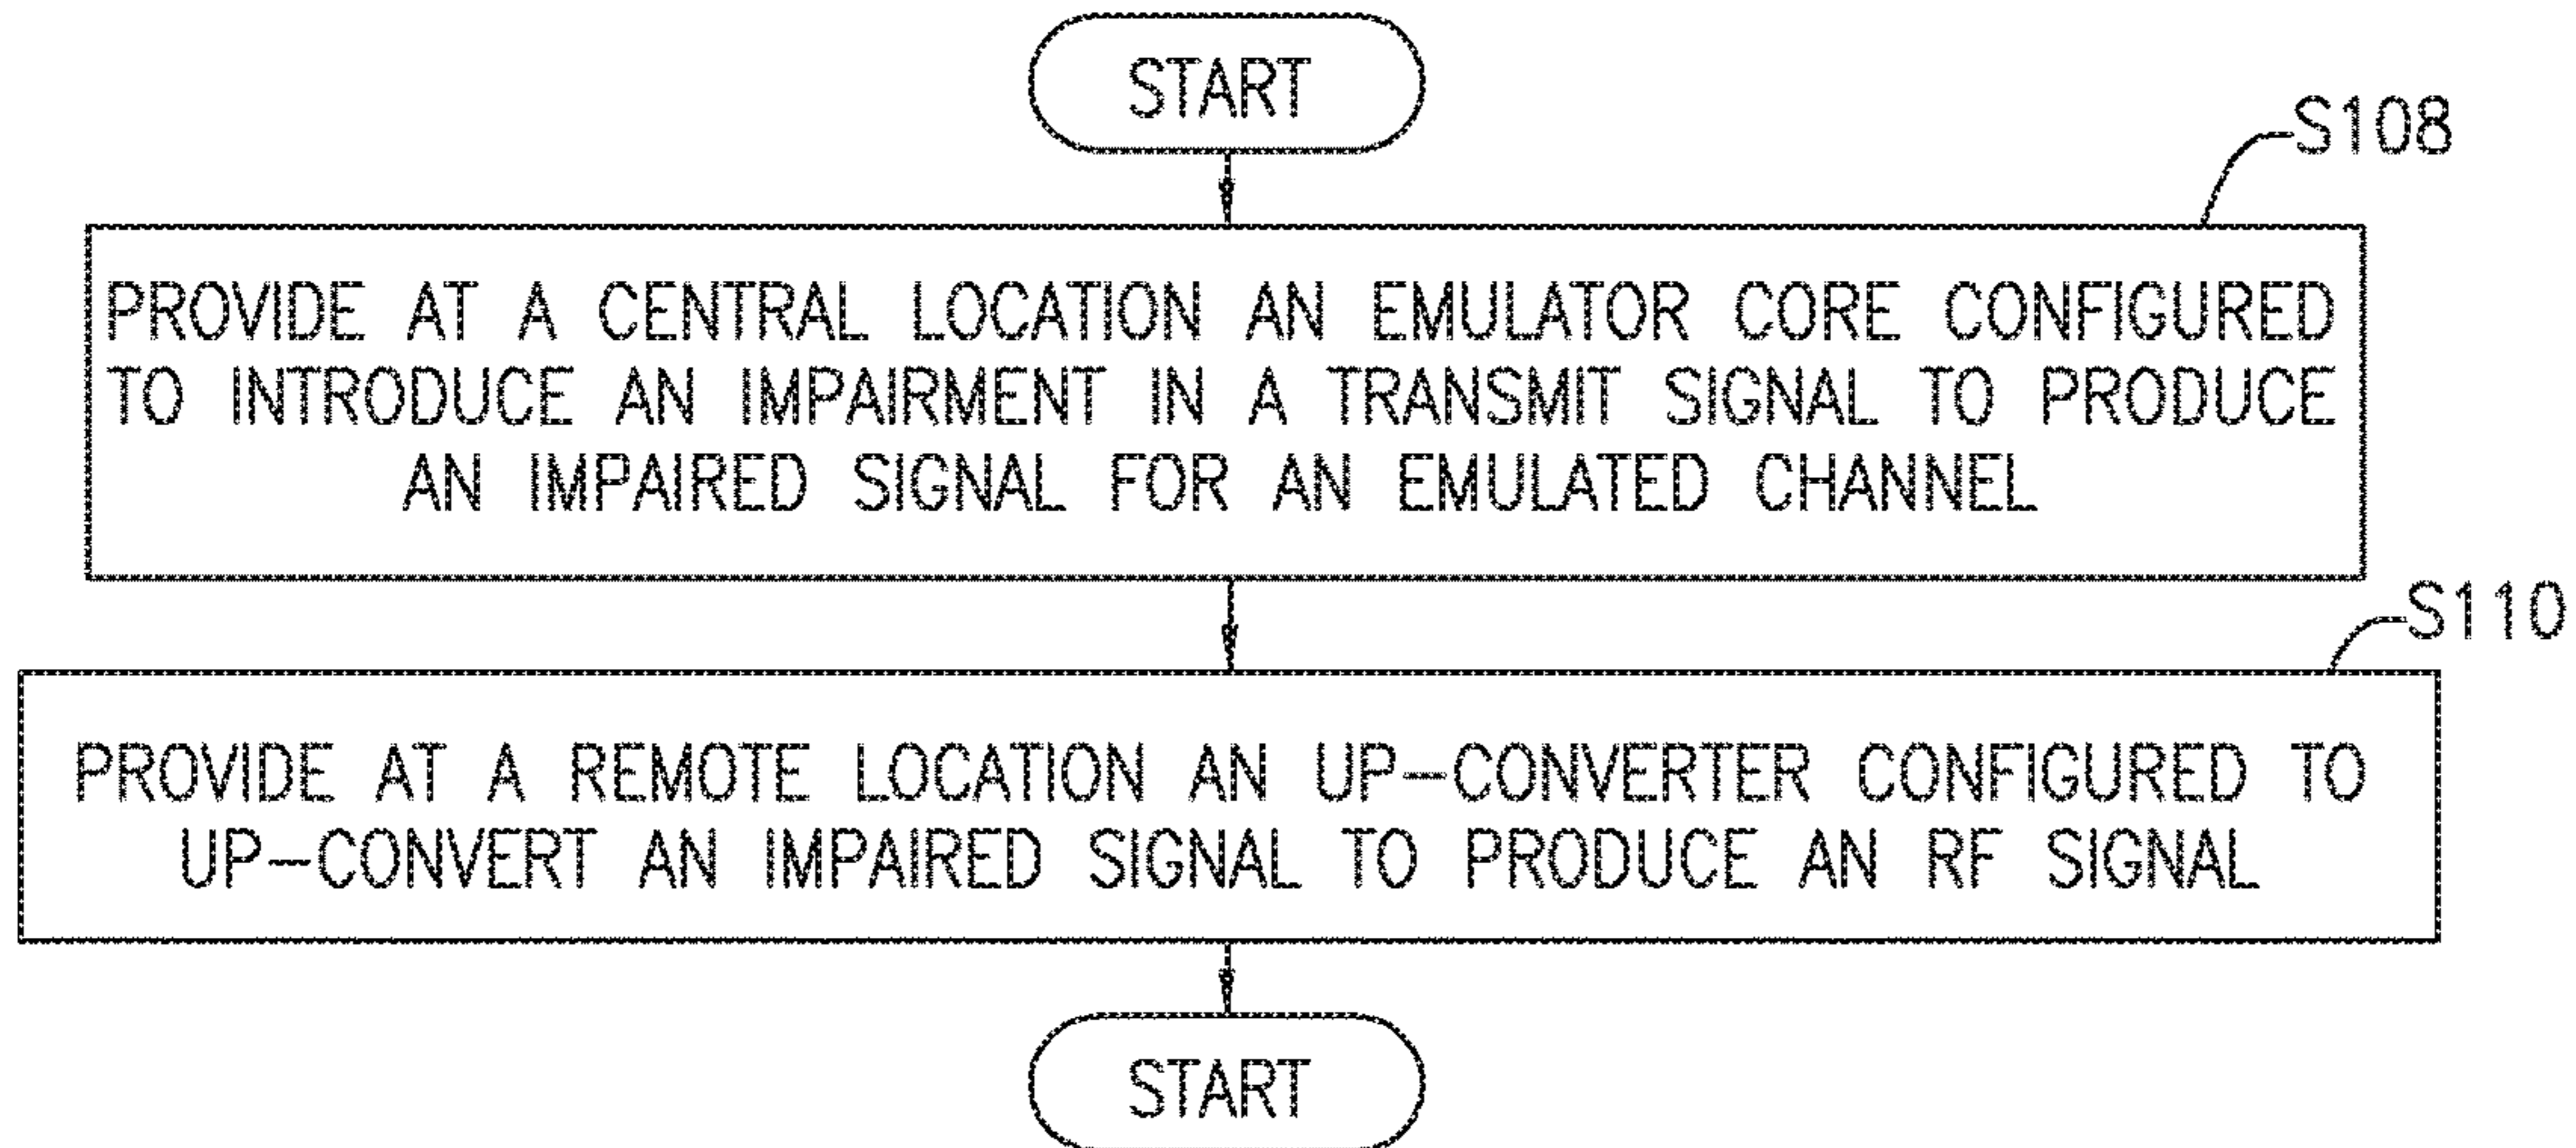 START
S108
PROVIDE AT A CENTRAL LOCATION AN EMULATOR CORE CONFIGURED
TO INTRODUCE AN IMPAIRMENT IN A TRANSMIT SIGNAL TO PRODUCE
AN IMPAIRED SIGNAL FOR AN EMULATED CHANNEL
S110
PROVIDE AT A REMOTE LOCATION AN UP-CONVERTER CONFIGURED TO
UP-CONVERT AN IMPAIRED SIGNAL TO PRODUCE AN RF SIGNAL
START